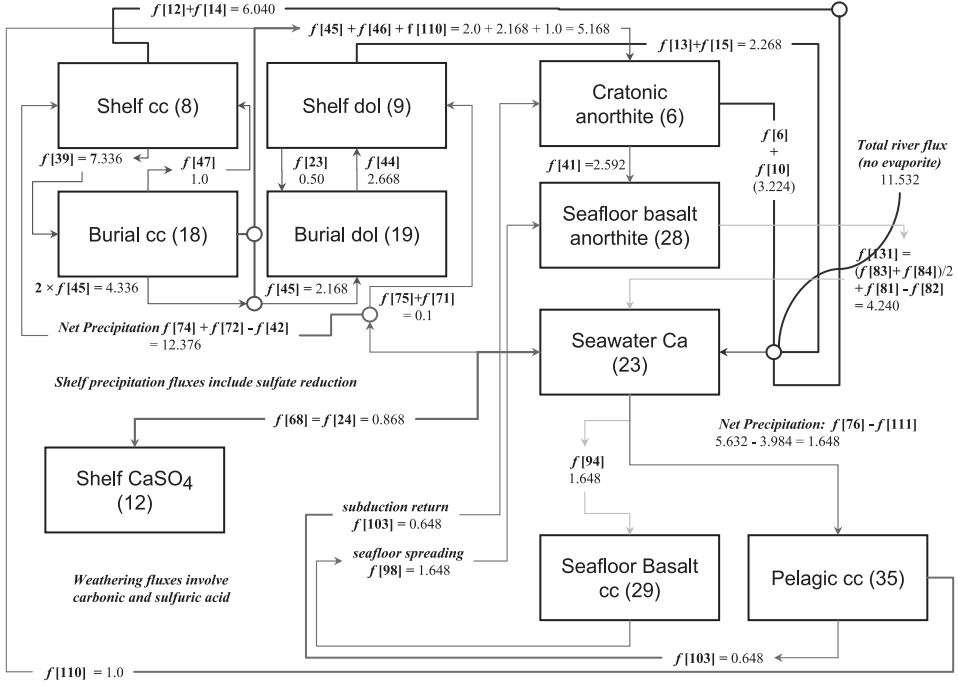 f [12]+f [14] = 6.040
f [45] + f [46] + f [110] = 2.0 + 2.168 + 1.0 = 5.168
f [13]+f [15] = 2.268
Shelf cc (8)
Shelf dol (9)
Cratonic
anorthite (6)
f [6]
+
f [10]
(3.224)
Total river flux
(no evaporite)
11.532
f [39] = 7.336
f [47]
1.0
f [23]
0.50
f [44]
2.668
f [41] =2.592
Burial cc (18)
Burial dol (19)
Seafloor basalt
anorthite (28)
f [131] =
(f [83]+ f [84])/2
+ f [81] - f [82]
= 4.240
2 × f [45] = 4.336
f [45] = 2.168
f [75]+f [71]
= 0.1
Net Precipitation f [74] + f [72] - f [42]
= 12.376
Seawater Ca
(23)
Shelf precipitation fluxes include sulfate reduction
f [68] = f [24] = 0.868
Net Precipitation: f [76] - f [111]
5.632 - 3.984 = 1.648
Shelf CaSO4
(12)
f [94]
1.648
subduction return
f [103] = 0.648
seafloor spreading
f [98] = 1.648
Seafloor Basalt
cc (29)
Pelagic cc (35)
Weathering fluxes involve
carbonic and sulfuric acid
f [103] = 0.648
f [110] = 1.0